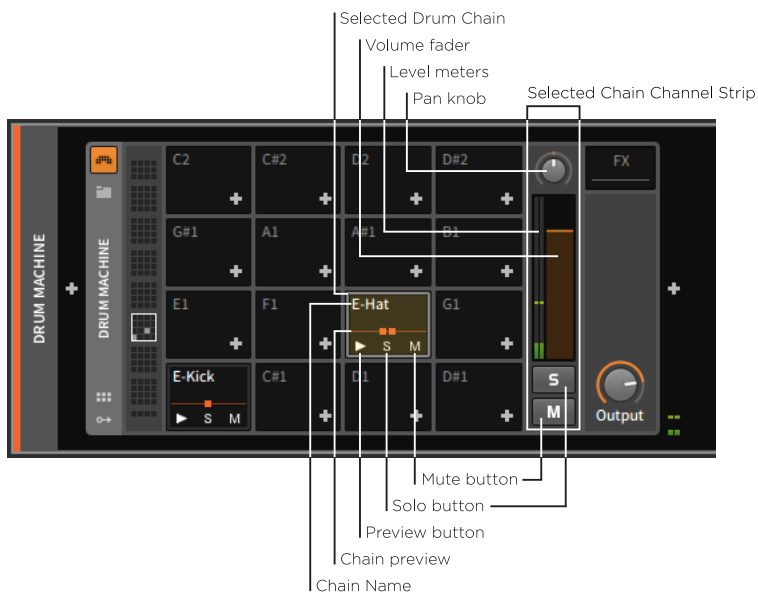 Selected Drum Chain
Volume fader
Level meters
Selected Chain Channel Strip
Pan knob
DRUM MACHINE
DRUM MACHINE
C2
C#2
D2
D#2
FX
G#1
A1
A#1
B1
E1
F1
E-Hat
G1
S M
E-Kick
C#1
D1
D#1
S
S M
M
Output
Mute button
Solo button
Preview button
Chain preview
Chain Name